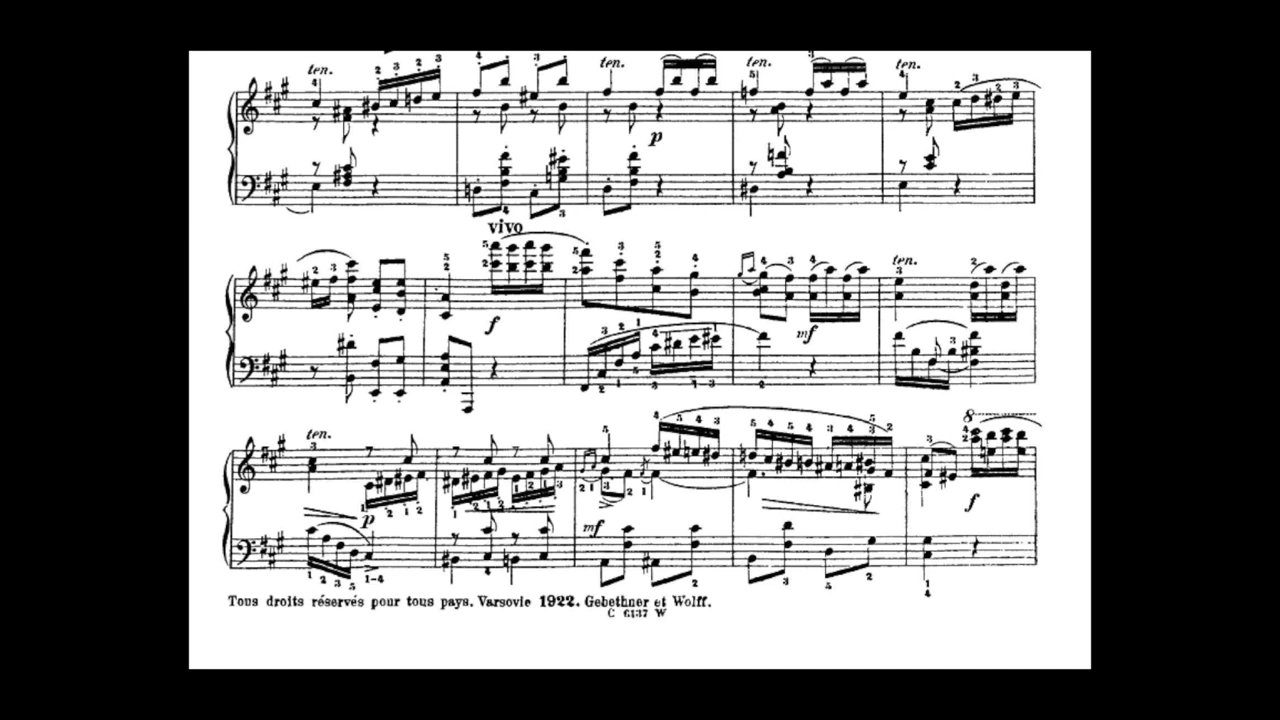 ten. ten. ten. ten.
p
vivo
f mf ten.
ten. 8
p mf f
Tous droits réservés pour tous pays. Varsovie 1922. Gebethner et Wolff.
C 6137 W